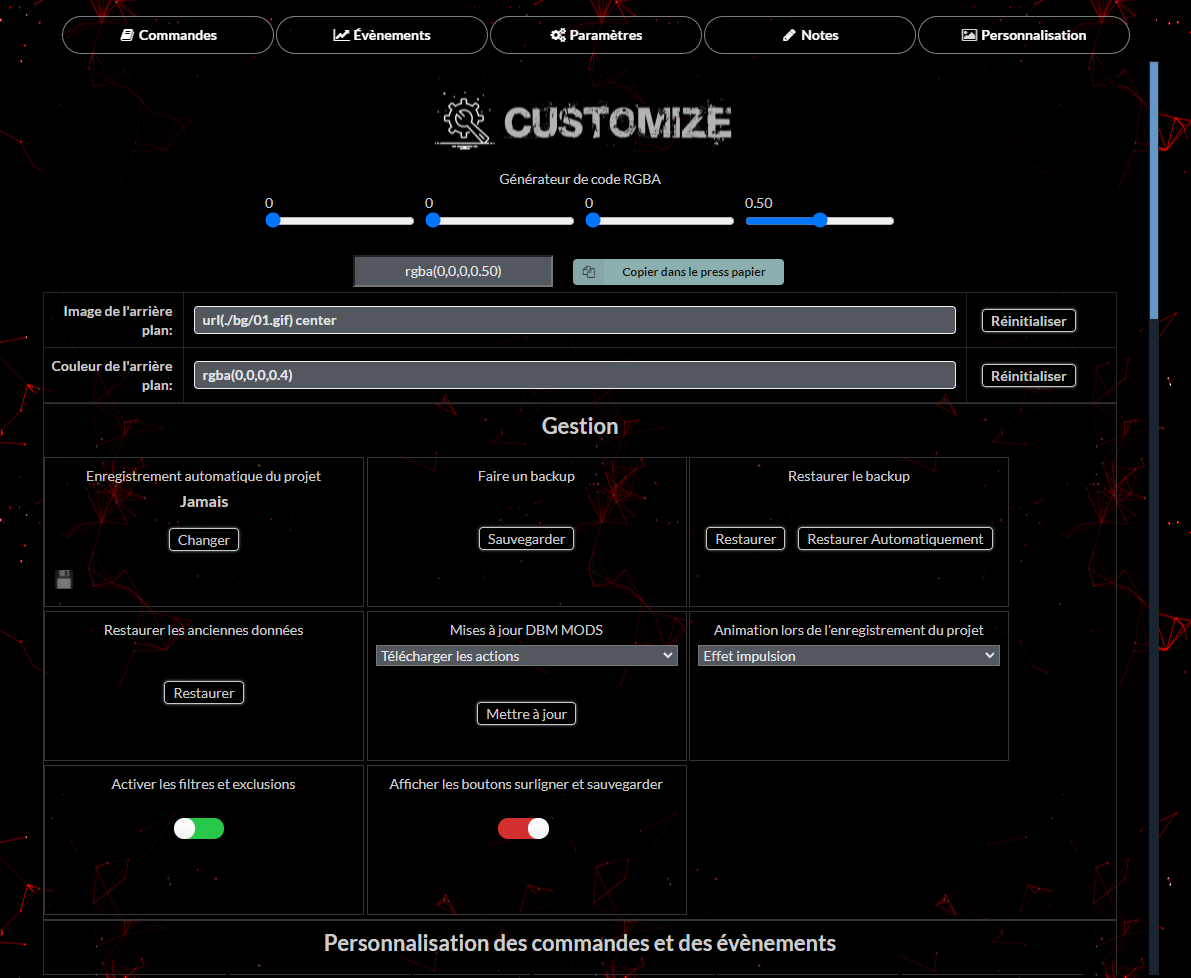 Commandes
Évènements
Paramètres
Notes
Personnalisation
CUSTOMIZE
Générateur de code RGBA
0
0
0
0.50
rgba(0,0,0,0.50)
Copier dans le press papier
Image de l'arrière
plan:
url(./bg/01.gif) center
Réinitialiser
Couleur de l'arrière
plan:
rgba(0,0,0,0.4)
Réinitialiser
Gestion
Enregistrement automatique du projet
Jamais
Changer
Faire un backup
Sauvegarder
Restaurer le backup
Restaurer
Restaurer Automatiquement
Restaurer les anciennes données
Restaurer
Mises à jour DBM MODS
Télécharger les actions
Mettre à jour
Animation lors de l'enregistrement du projet
Effet impulsion
Activer les filtres et exclusions
Afficher les boutons surligner et sauvegarder
Personnalisation des commandes et des évènements